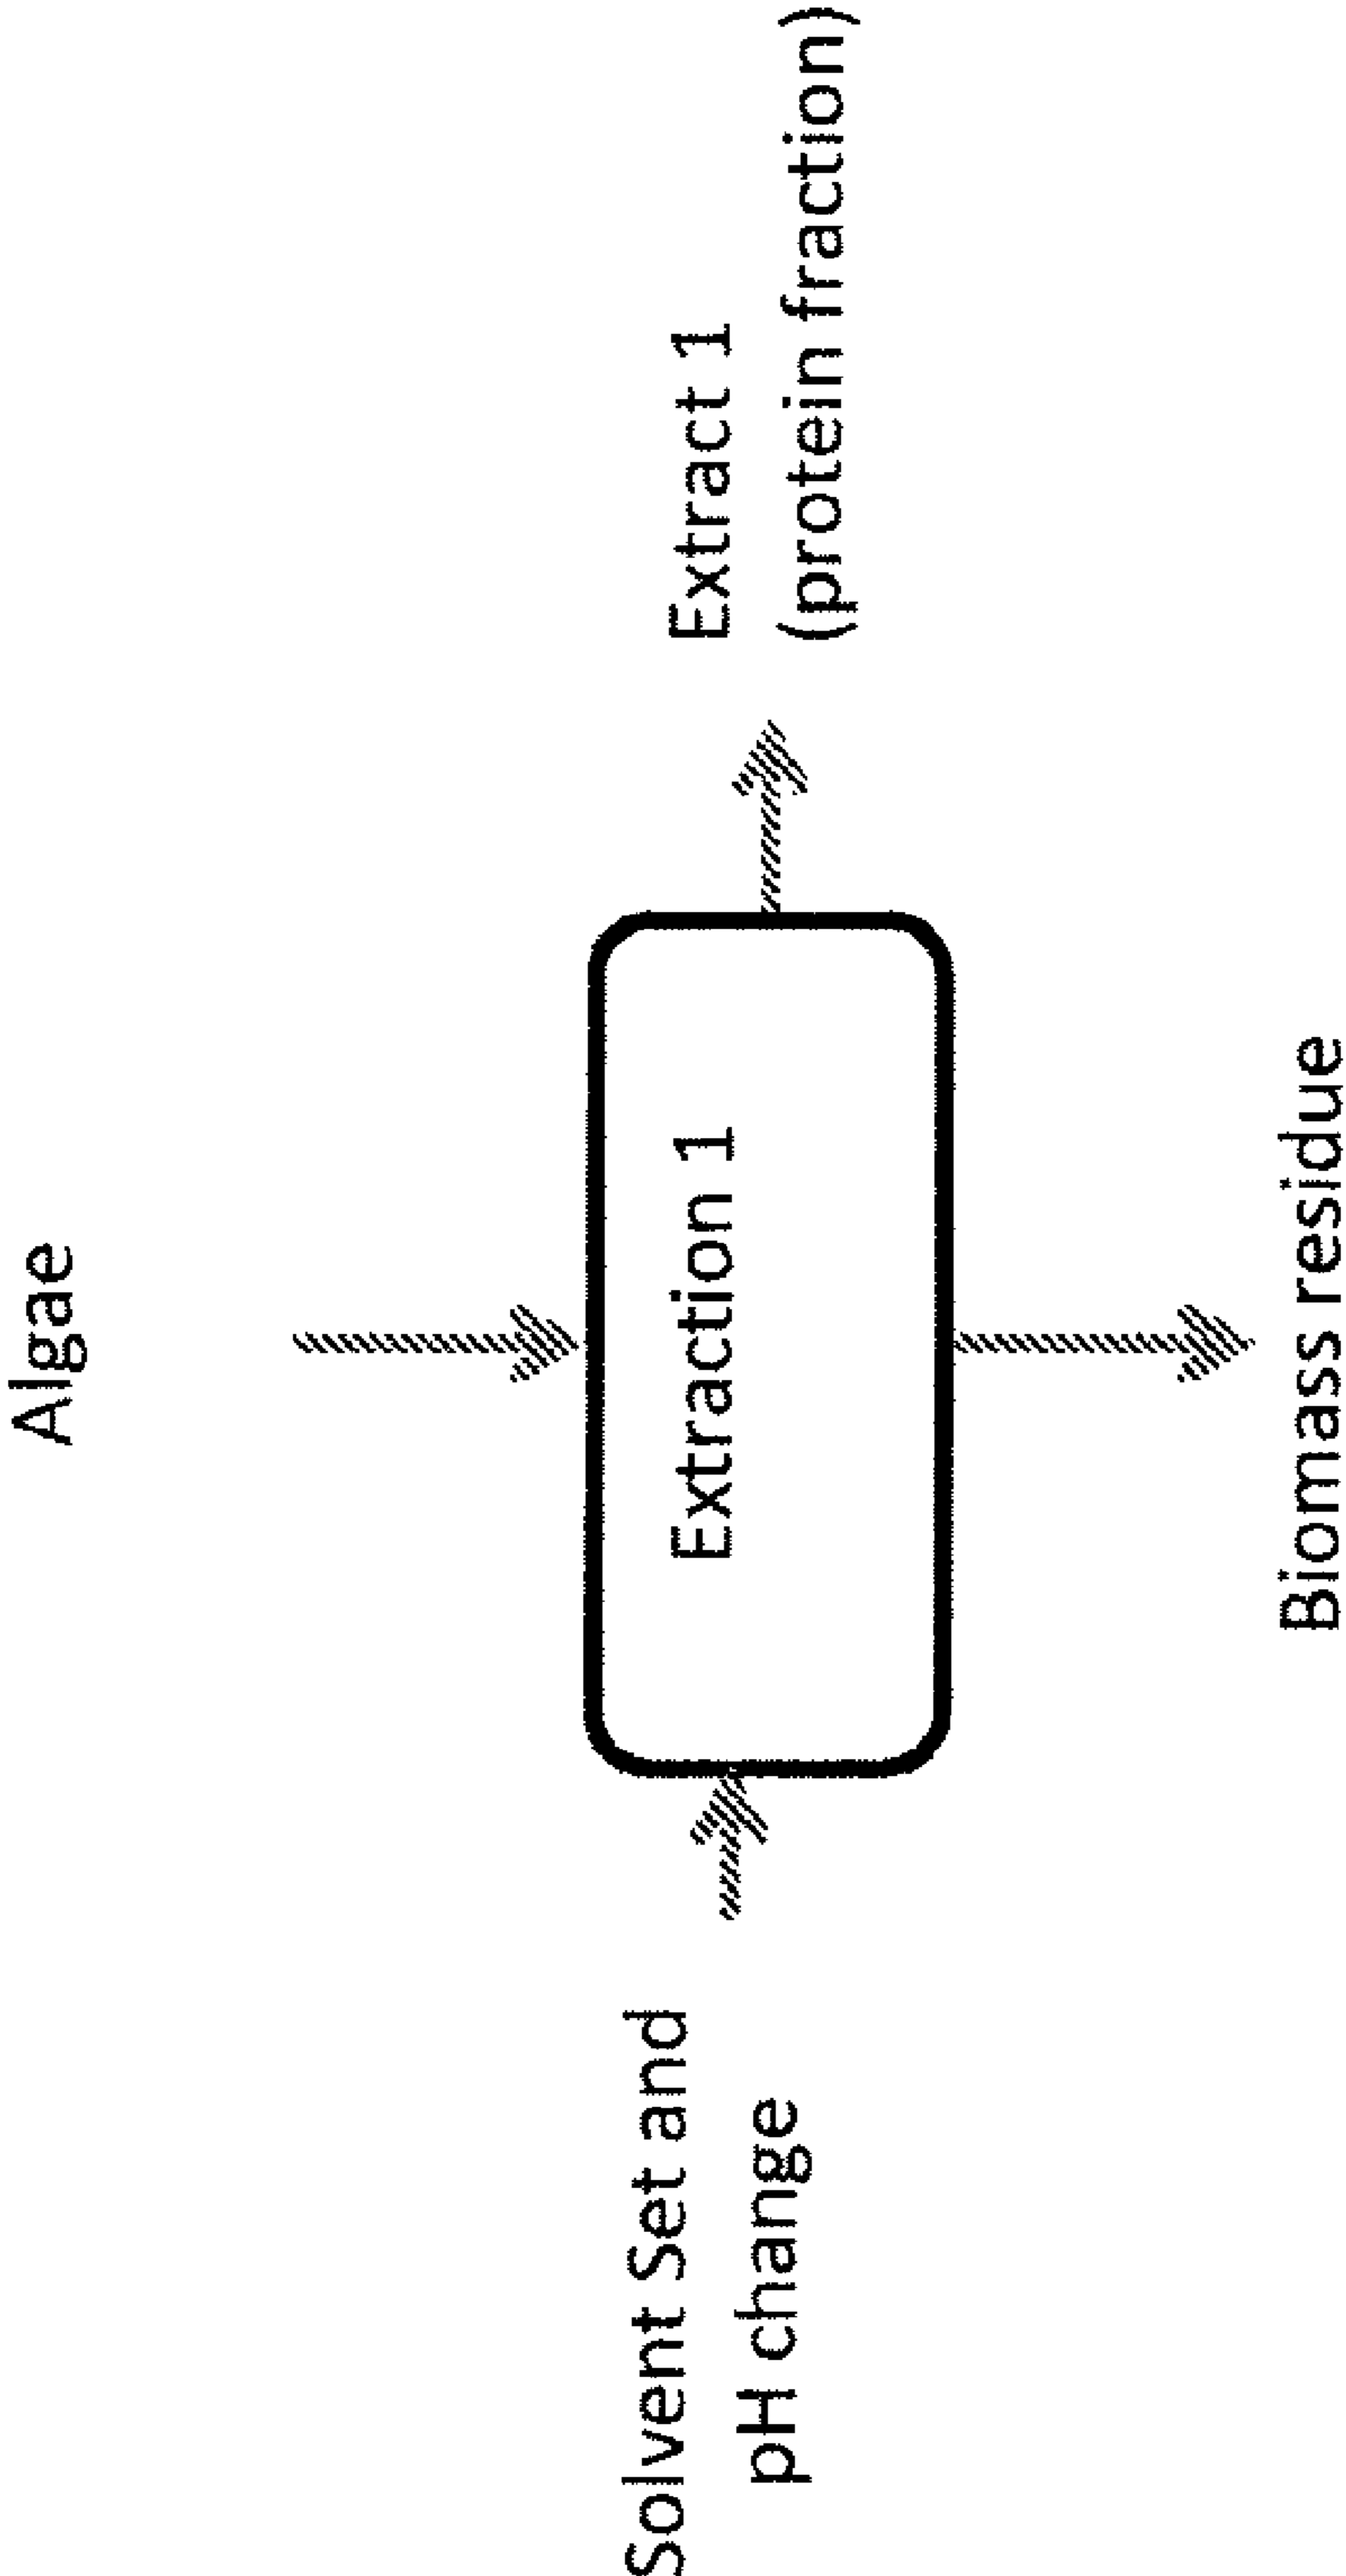 Algae
Solvent Set and
pH change
Extraction 1
Extract 1
(protein fraction)
Biomass residue